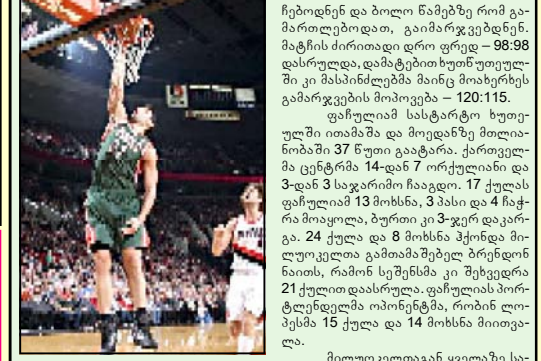 ჩებოდნენ და ბოლო წამებზე რომ გა-
მართლებოდათ, გაიმარჯვებდნენ.
მატჩის ძირითადი დრო ფრედ – 98:98
დასრულდა, დამატებით ხუთწუთეულ-
ში კი მასპინძლებმა მაინც მოახერხეს
გამარჯვების მოპოვება – 120:115.
ფაჩულიამ სასტარტო ხუთე-
ულში ითამაშა და მოედანზე მთლია-
ნობაში 37 წუთი გაატარა. ქართველ-
მა ცენტრმა 14-დან 7 ორქულიანი და
3-დან 3 საჯარიმო ჩააგდო. 17 ქულას
ფაჩულიამ 13 მოხსნა, 3 პასი და 4 ჩაჭ-
რა მოაყოლა, ბურთი კი 3-ჯერ დაკარ-
გა. 24 ქულა და 8 მოხსნა ჰქონდა მი-
ლუოკელთა გამთამაშებელ ბრენდონ
ნაითს, რამონ სეშენსმა კი შეხვედრა
21 ქულით დაასრულა. ფაჩულიას პორ-
ტლენდელმა ოპონენტმა, რობინ ლო-
პესმა 15 ქულა და 14 მოხსნა მიითვა-
ლა.
მილუოკელთაგან ყველაზე სა-